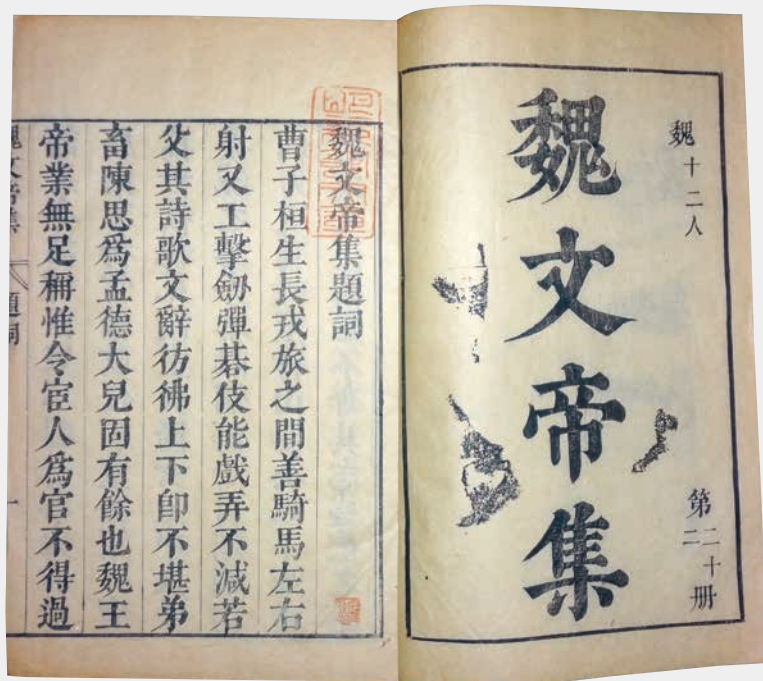 魏十二人
第二十二册
魏文帝集
魏文帝集題詞
曹子桓生長戎旅之間善騎馬左右
射又工擊劒彈碁伎能戲弄不減若
父其詩歌文辭彷彿上下卽不堪弟
畜陳思爲孟德大兒固有餘也魏王
帝業無足稱惟令宦人爲官不得過
魏文帝集 題詞 一